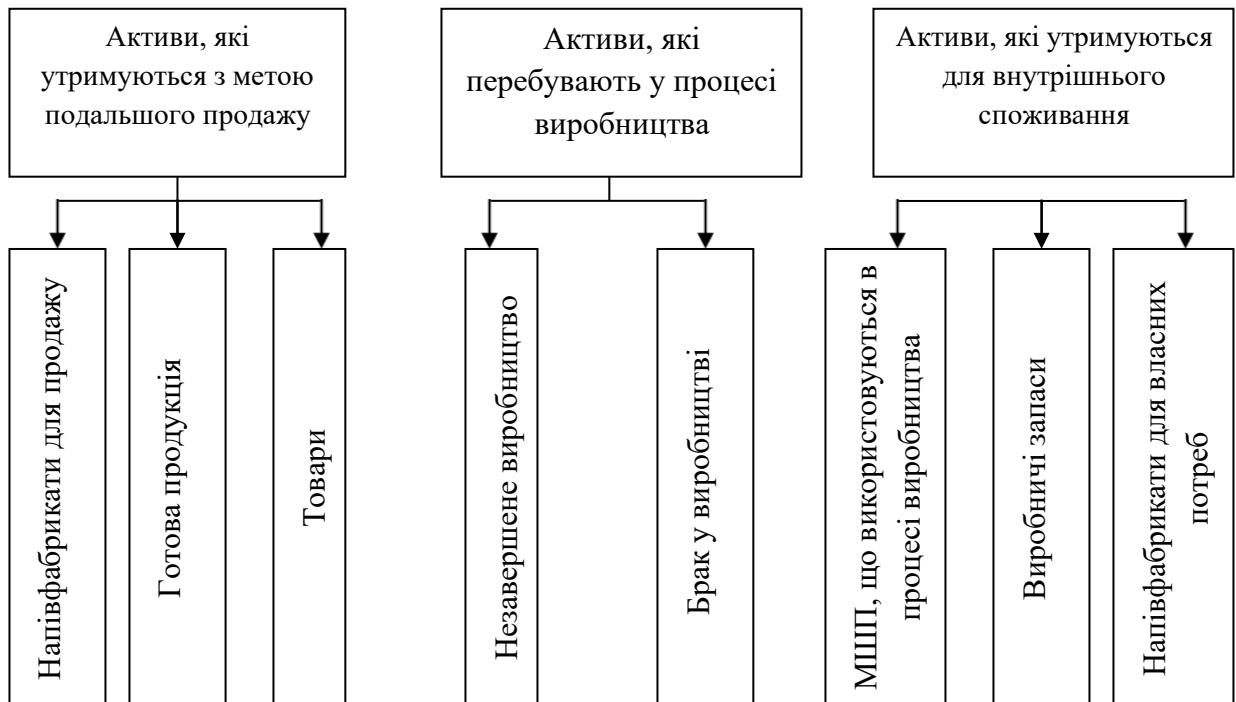 Активи, які
утримуються з метою
подальшого продажу
Активи, які
перебувають у процесі
виробництва
Активи, які утримуються
для внутрішнього
споживання
Напівфабрикати для продажу
Готова продукція
Товари
Незавершене виробництво
Брак у виробництві
МШП, що використовуються в
процесі виробництва
Виробничі запаси
Напівфабрикати для власних
потреб